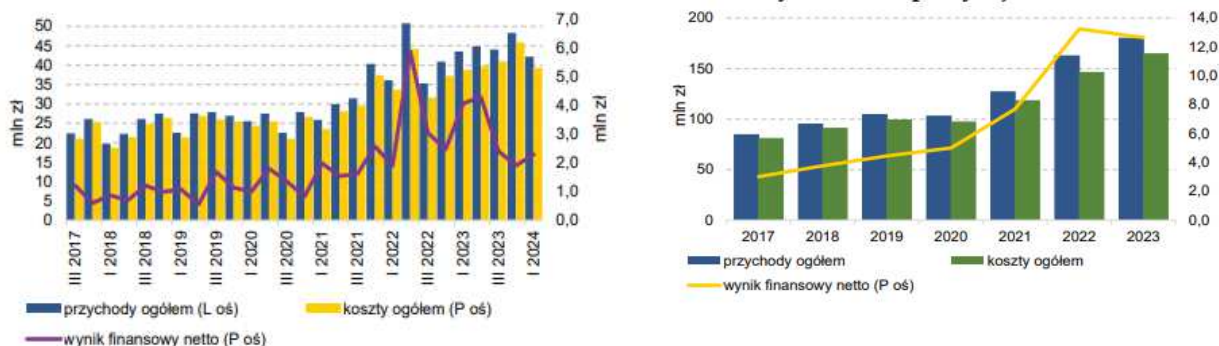 50
45
40
35
30
25
20
15
10
5
0
mln zł
7,0
6,0
5,0
4,0
3,0
2,0
1,0
0,0
mln zł
III 2017
I 2018
III 2018
I 2019
III 2019
I 2020
III 2020
I 2021
III 2021
I 2022
III 2022
I 2023
III 2023
I 2024
przychody ogółem (L oś)
koszty ogółem (P oś)
wynik finansowy netto (P oś)
200
150
100
50
0
mln zł
14,0
12,0
10,0
8,0
6,0
4,0
2,0
0,0
2017 2018 2019 2020 2021 2022 2023
przychody ogółem
koszty ogółem
wynik finansowy netto (P oś)